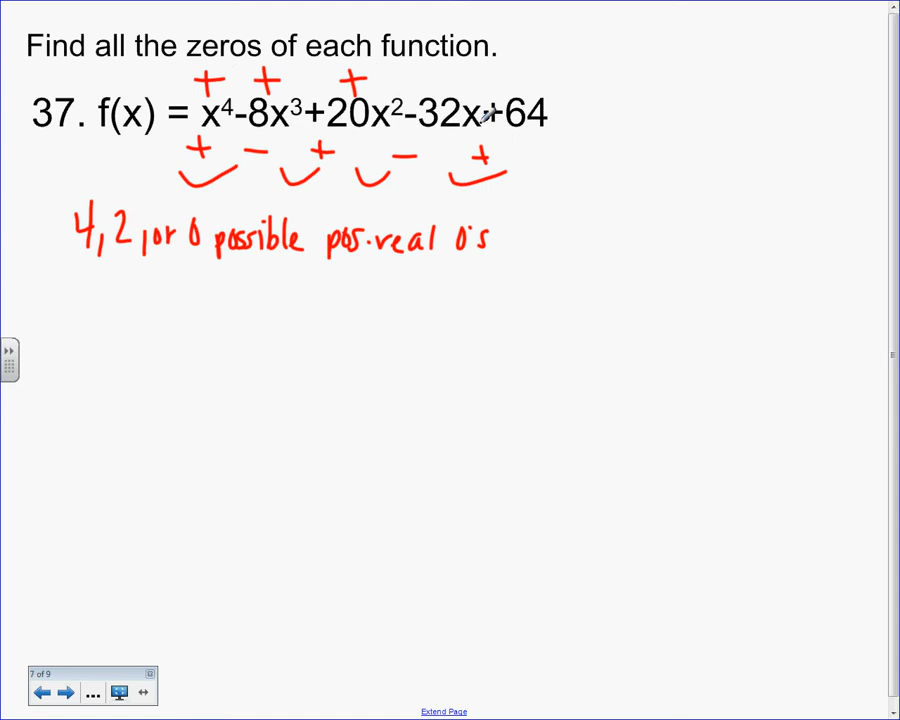 Find all the zeros of each function.
+ + +
37. f(x) = x⁴-8x³+20x²-32x+64
+ - + - +
4, 2, or 0 possible pos. real 0's
7 of 9
...
Extend Page